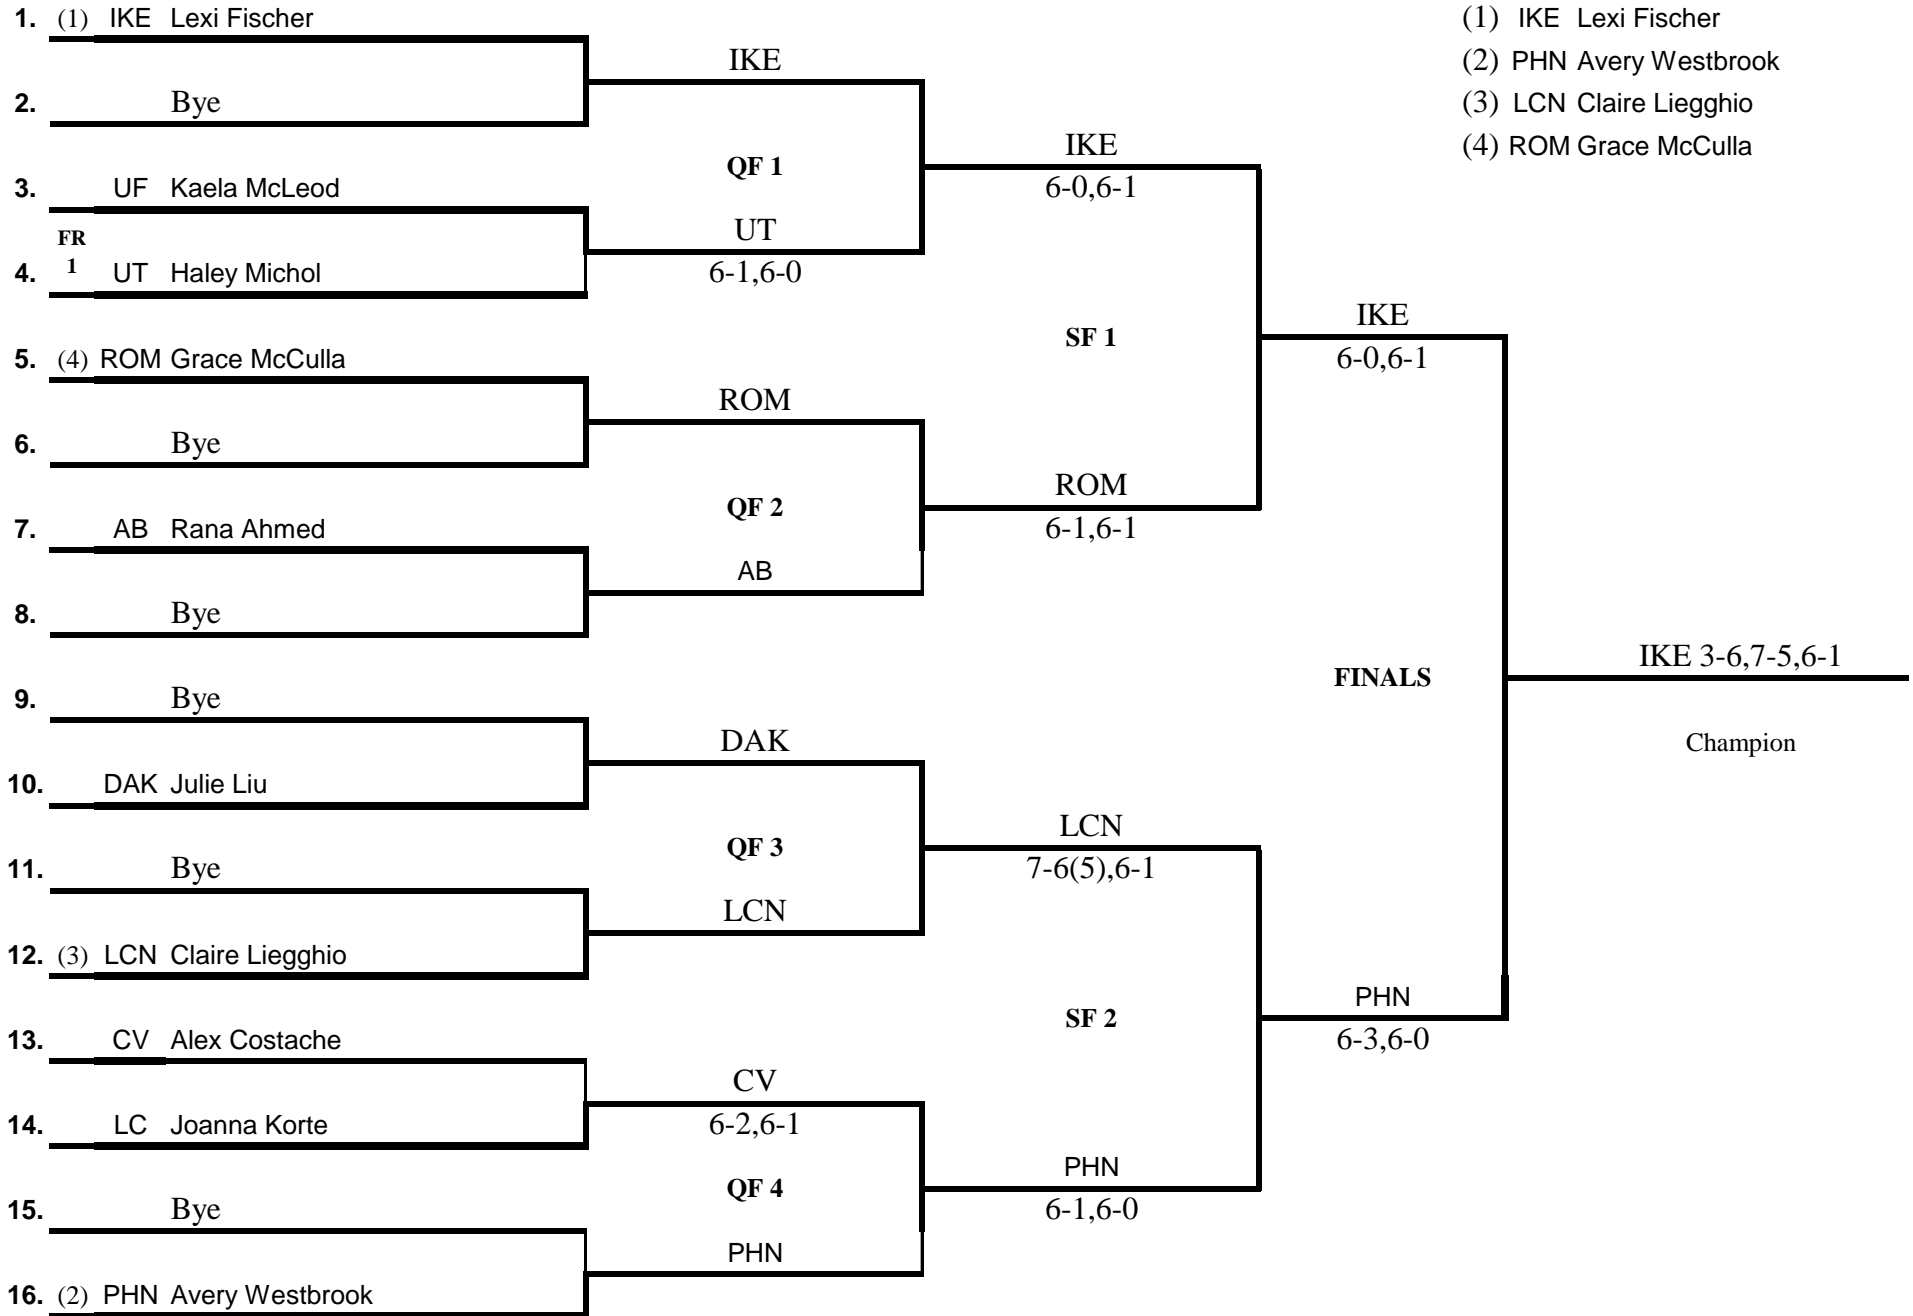 1. (1) IKE Lexi Fischer
(1) IKE Lexi Fischer
IKE
(2) PHN Avery Westbrook
2. Bye
(3) LCN Claire Liegghio
IKE
(4) ROM Grace McCulla
QF 1
3. UF Kaela McLeod
6-0,6-1
FR
UT
4. 1 UT Haley Michol
6-1,6-0
IKE
SF 1
5. (4) ROM Grace McCulla
6-0,6-1
ROM
6. Bye
ROM
QF 2
7. AB Rana Ahmed
6-1,6-1
AB
8. Bye
IKE 3-6,7-5,6-1
FINALS
9. Bye
DAK
Champion
10. DAK Julie Liu
LCN
QF 3
11. Bye
7-6(5),6-1
LCN
12. (3) LCN Claire Liegghio
PHN
SF 2
13. CV Alex Costache
6-3,6-0
CV
14. LC Joanna Korte
6-2,6-1
PHN
QF 4
15. Bye
6-1,6-0
PHN
16. (2) PHN Avery Westbrook